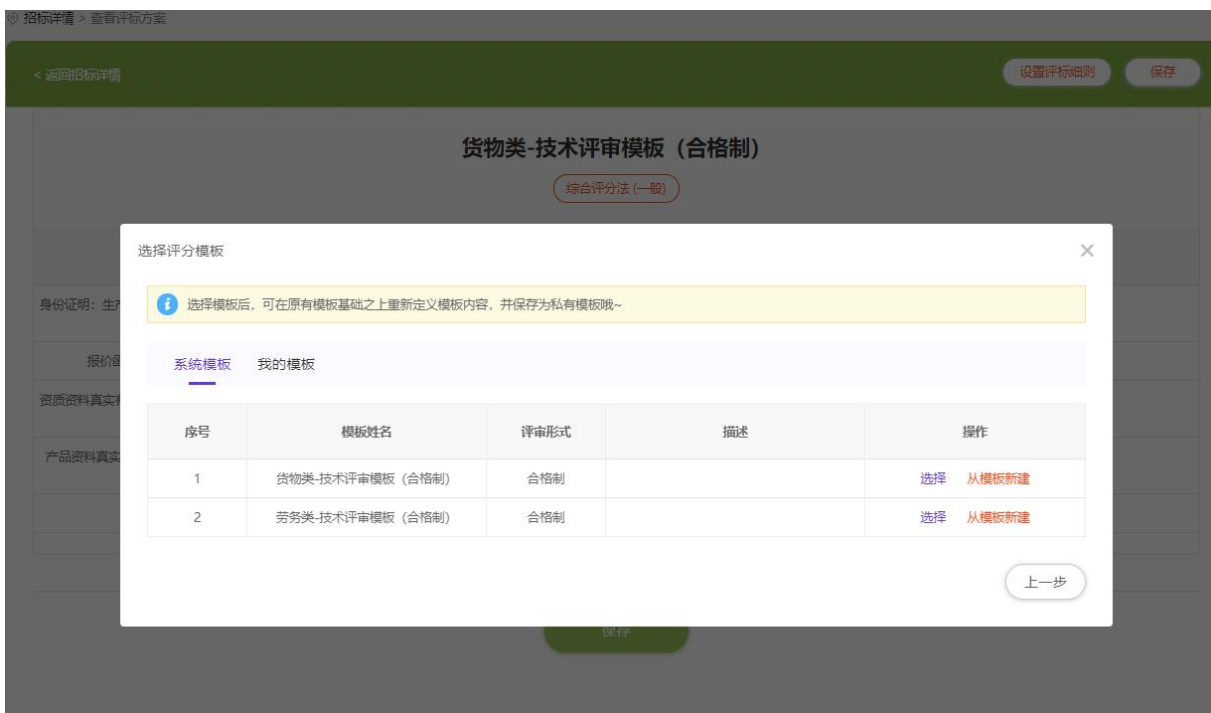 招标详情 > 查看评标方案
< 返回招标详情
设置评标细则
保存
货物类-技术评审模板（合格制）
综合评分法 (一般)
选择评分模板
身份证明：生产
选择模板后，可在原有模板基础之上重新定义模板内容，并保存为私有模板哦~
报价
系统模板 我的模板
资质资料真实有
序号 模板姓名 评审形式 描述 操作
产品资料真实
1 货物类-技术评审模板（合格制） 合格制 选择 从模板新建
2 劳务类-技术评审模板（合格制） 合格制 选择 从模板新建
上一步
保存